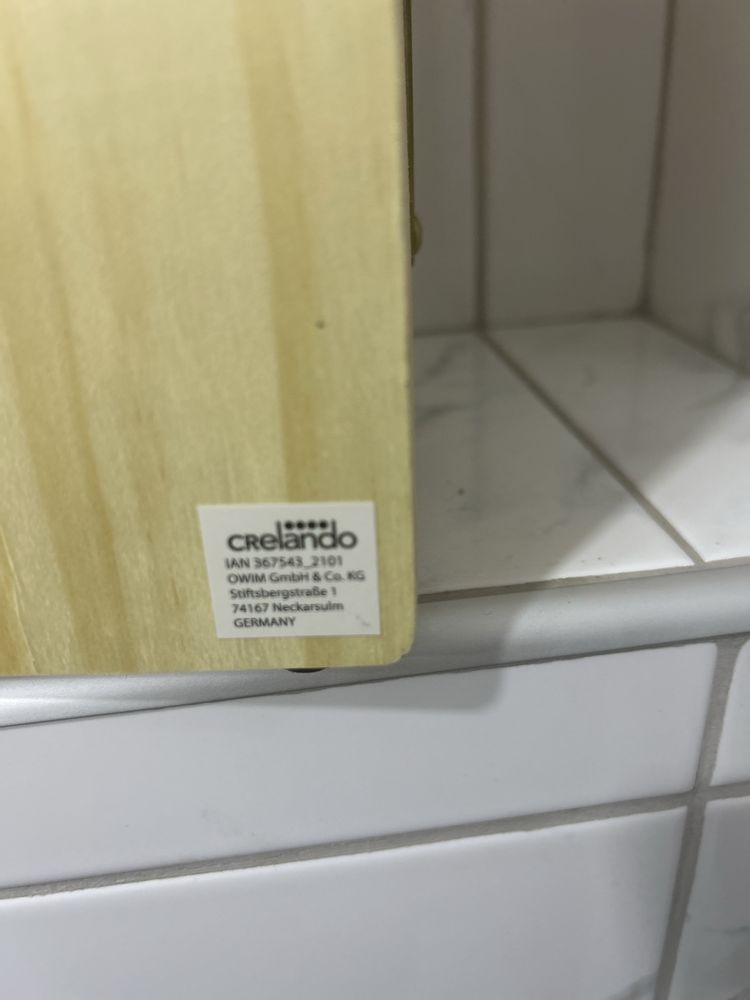 crelando
IAN 367543_2101
OWIM GmbH & Co. KG
Stiftsbergstraße 1
74167 Neckarsulm
GERMANY